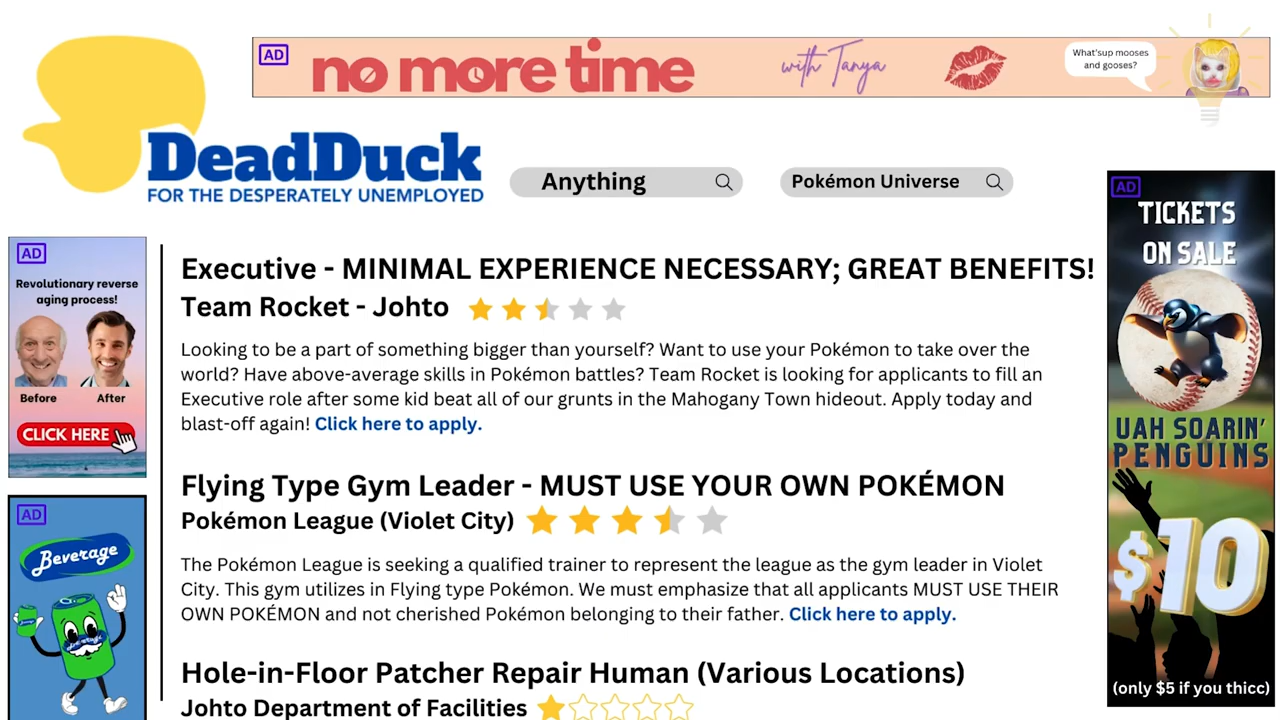 AD
no more time
with Tanya
What'sup mooses
and gooses?
DeadDuck
FOR THE DESPERATELY UNEMPLOYED
Anything
Pokémon Universe
AD
Revolutionary reverse
aging process!
Before
After
CLICK HERE
AD
Beverage
Executive - MINIMAL EXPERIENCE NECESSARY; GREAT BENEFITS!
Team Rocket - Johto
Looking to be a part of something bigger than yourself? Want to use your Pokémon to take over the
world? Have above-average skills in Pokémon battles? Team Rocket is looking for applicants to fill an
Executive role after some kid beat all of our grunts in the Mahogany Town hideout. Apply today and
blast-off again! Click here to apply.
Flying Type Gym Leader - MUST USE YOUR OWN POKÉMON
Pokémon League (Violet City)
The Pokémon League is seeking a qualified trainer to represent the league as the gym leader in Violet
City. This gym utilizes in Flying type Pokémon. We must emphasize that all applicants MUST USE THEIR
OWN POKÉMON and not cherished Pokémon belonging to their father. Click here to apply.
Hole-in-Floor Patcher Repair Human (Various Locations)
Johto Department of Facilities
AD
TICKETS
ON SALE
UAH SOARIN'
PENGUINS
$10
(only $5 if you thicc)